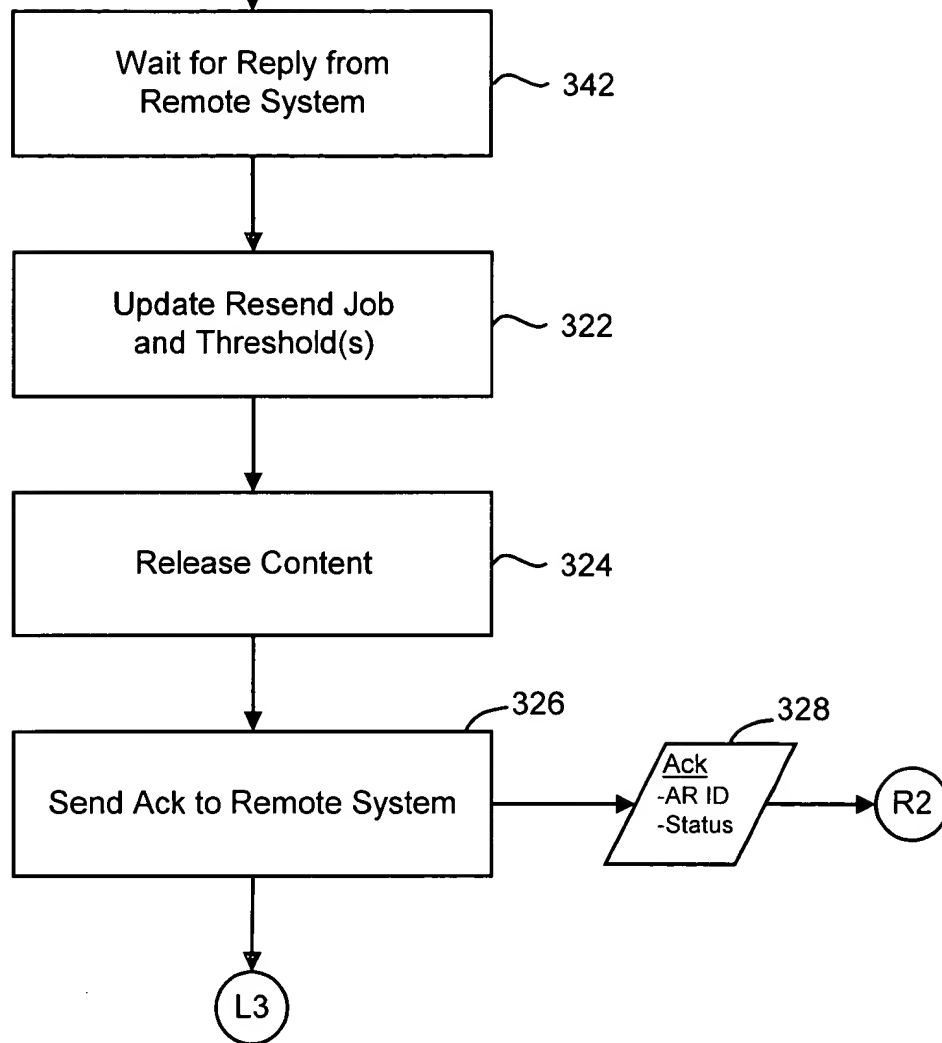 Wait for Reply from
Remote System
342
Update Resend Job
and Threshold(s)
322
Release Content
324
326
328
Send Ack to Remote System
Ack
-AR ID
-Status
R2
L3